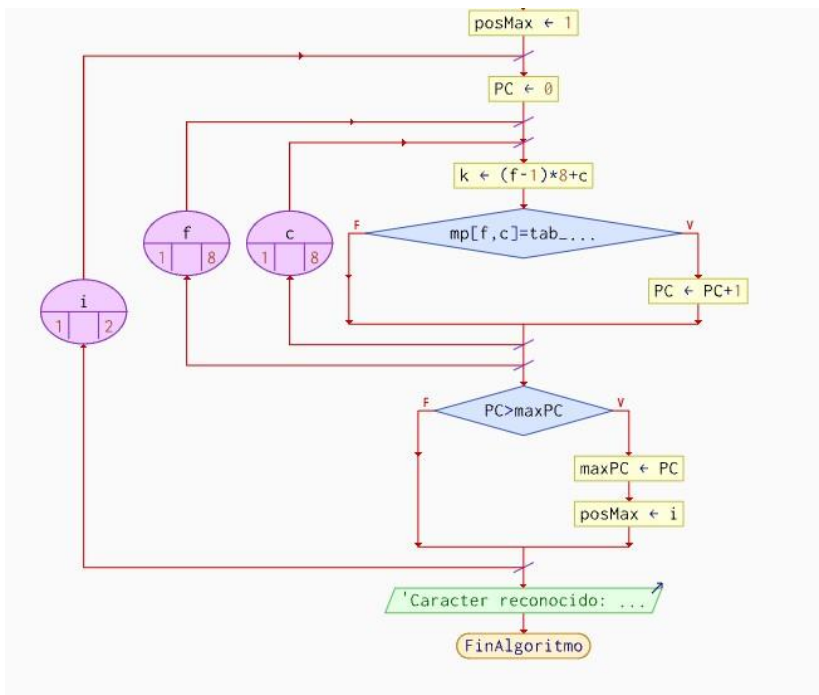 posMax ← 1
PC ← 0
k ← (f-1)*8+c
f
1 8
c
1 8
F
mp[f,c]=tab_...
V
PC ← PC+1
i
1 2
F
PC>maxPC
V
maxPC ← PC
posMax ← i
'Caracter reconocido: ...
FinAlgoritmo